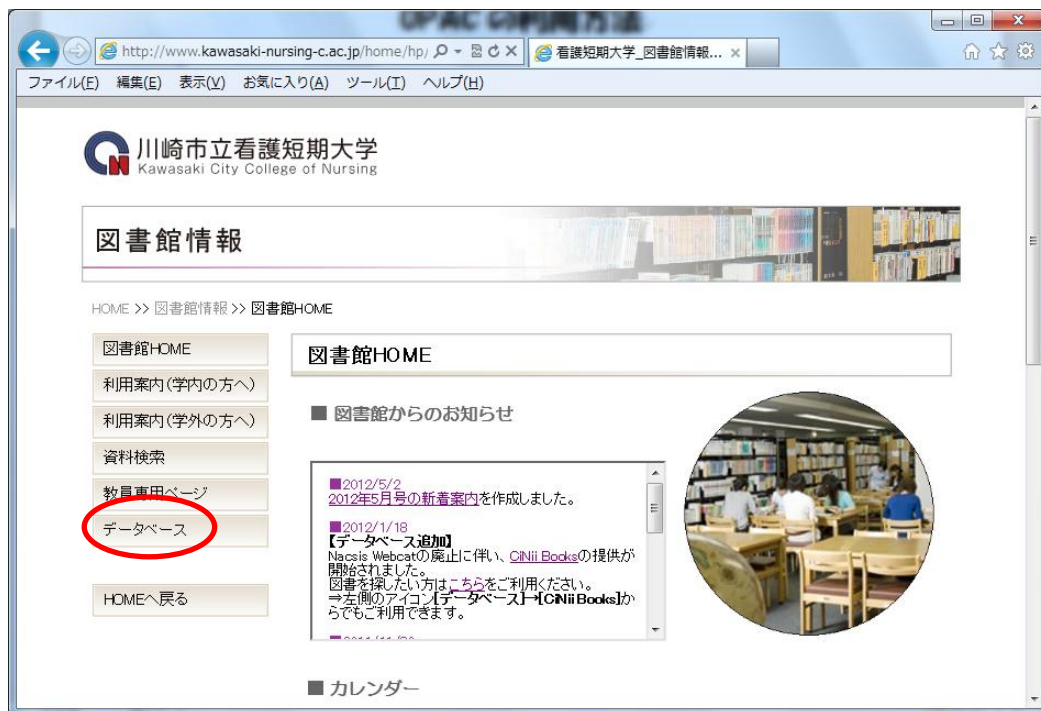 OPAC の利用方法
http://www.kawasaki-nursing-c.ac.jp/home/hp/
看護短期大学_図書館情報...
ファイル(F) 編集(E) 表示(V) お気に入り(A) ツール(T) ヘルプ(H)
川崎市立看護短期大学
Kawasaki City College of Nursing
図書館情報
HOME >> 図書館情報 >> 図書館HOME
図書館HOME
利用案内(学内の方へ)
利用案内(学外の方へ)
資料検索
教員専用ページ
データベース
HOMEへ戻る
図書館HOME
■ 図書館からのお知らせ
■2012/5/2
2012年5月号の新着案内を作成しました。
■2012/1/18
【データベース追加】
Nacsis Webcatの廃止に伴い、CiNii Booksの提供が
開始されました。
図書を探したい方はこちらをご利用ください。
⇒左側のアイコン[データベース]→[CiNii Books]か
らでもご利用できます。
■ カレンダー